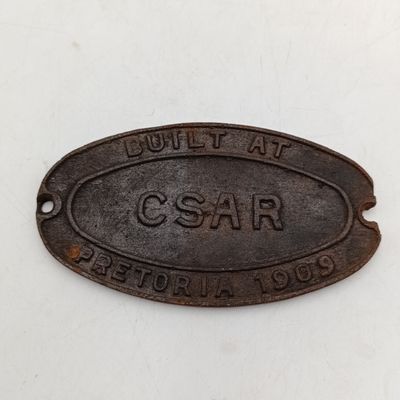 BUILT AT
CSAR
PRETORIA 1909